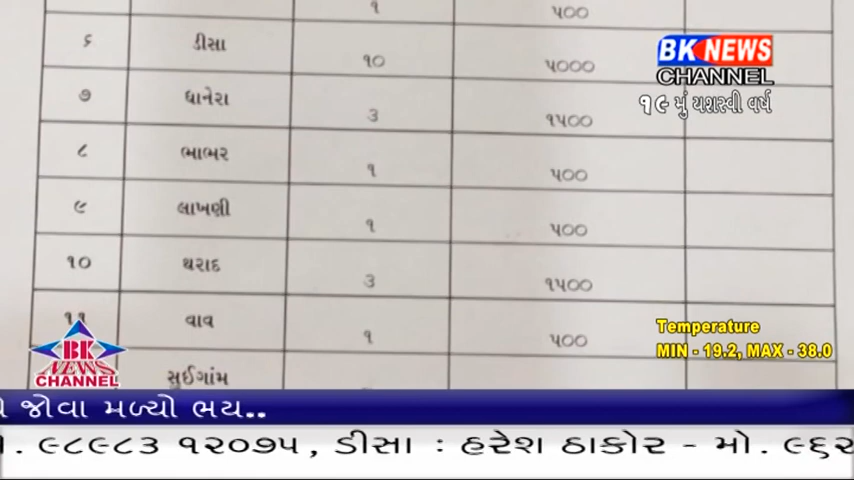 ૧ ૫૦૦
૬ ડીસા ૧૦ ૫૦૦૦
૭ ધાનેરા ૩ ૧૫૦૦
૮ ભાભર ૧ ૫૦૦
૯ લાખણી ૧ ૫૦૦
૧૦ થરાદ ૩ ૧૫૦૦
૧૧ વાવ ૧ ૫૦૦
સુઈગામ
BK NEWS
CHANNEL
૧૯ મું યશસ્વી વર્ષ
Temperature
MIN - 19.2, MAX - 38.0
BK
NEWS
CHANNEL
જોવા મળ્યો ભય..
. ૯૮૯૮૩ ૧૨૦૭૫, ડીસા : હરેશ ઠાકોર - મો. ૯૬૨